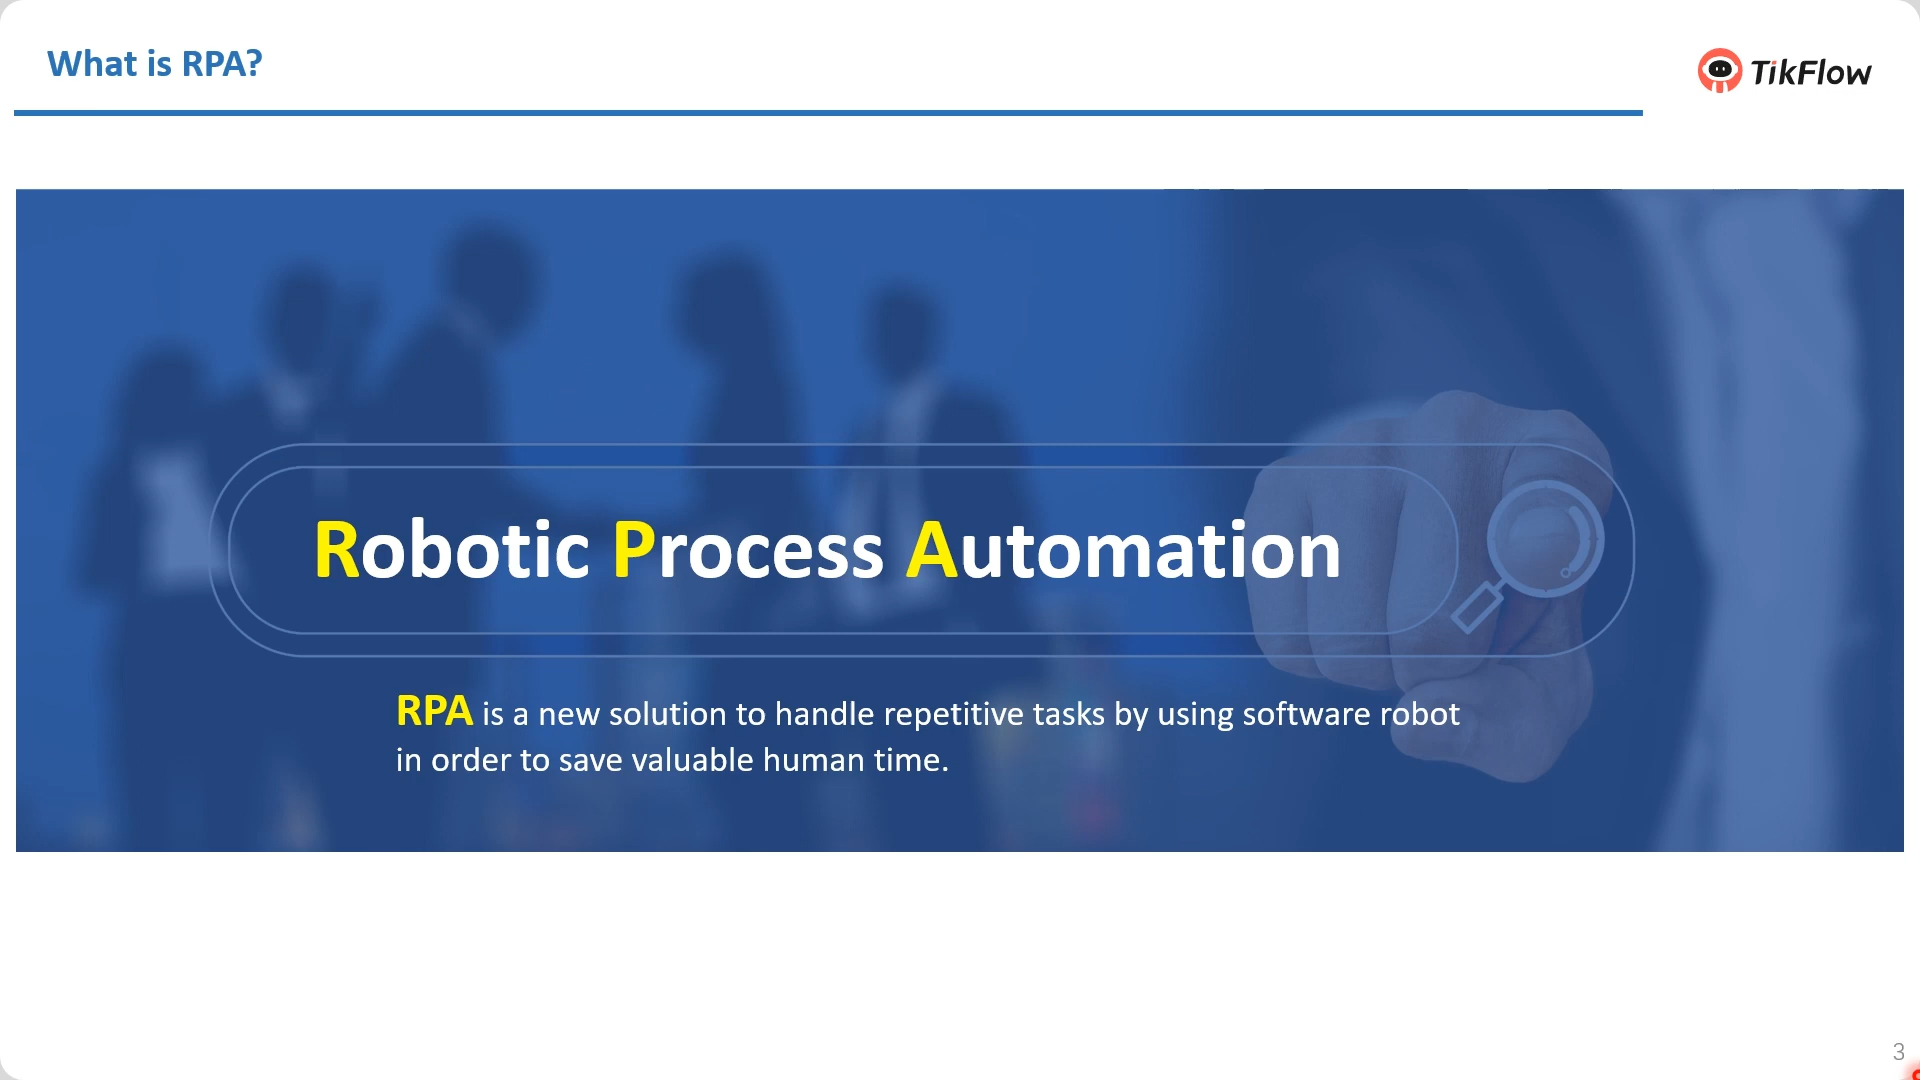 What is RPA?
TikFlow
Robotic Process Automation
RPA is a new solution to handle repetitive tasks by using software robot
in order to save valuable human time.
3